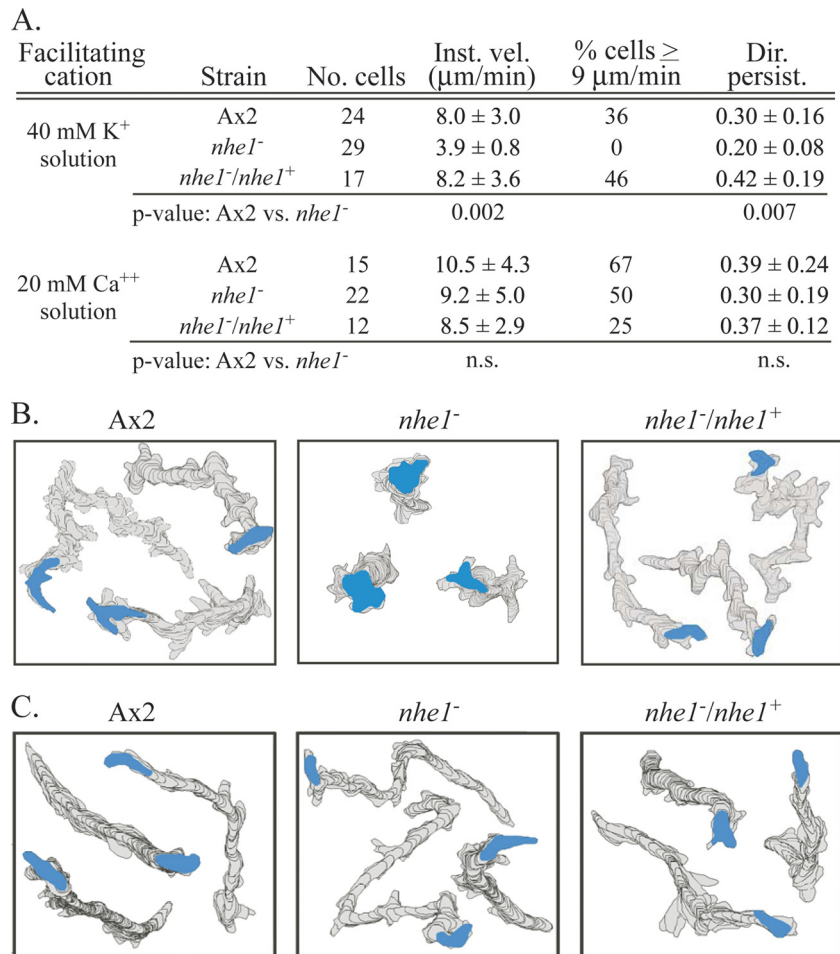 A.
Facilitating cation Strain No. cells Inst. vel. (μm/min) % cells ≥ 9 μm/min Dir. persist.
40 mM K⁺ solution
Ax2 24 8.0 ± 3.0 36 0.30 ± 0.16
nhe1⁻ 29 3.9 ± 0.8 0 0.20 ± 0.08
nhe1⁻/nhe1⁺ 17 8.2 ± 3.6 46 0.42 ± 0.19
p-value: Ax2 vs. nhe1⁻ 0.002 0.007
20 mM Ca⁺⁺ solution
Ax2 15 10.5 ± 4.3 67 0.39 ± 0.24
nhe1⁻ 22 9.2 ± 5.0 50 0.30 ± 0.19
nhe1⁻/nhe1⁺ 12 8.5 ± 2.9 25 0.37 ± 0.12
p-value: Ax2 vs. nhe1⁻ n.s. n.s.
B.
Ax2 nhe1⁻ nhe1⁻/nhe1⁺
C.
Ax2 nhe1⁻ nhe1⁻/nhe1⁺